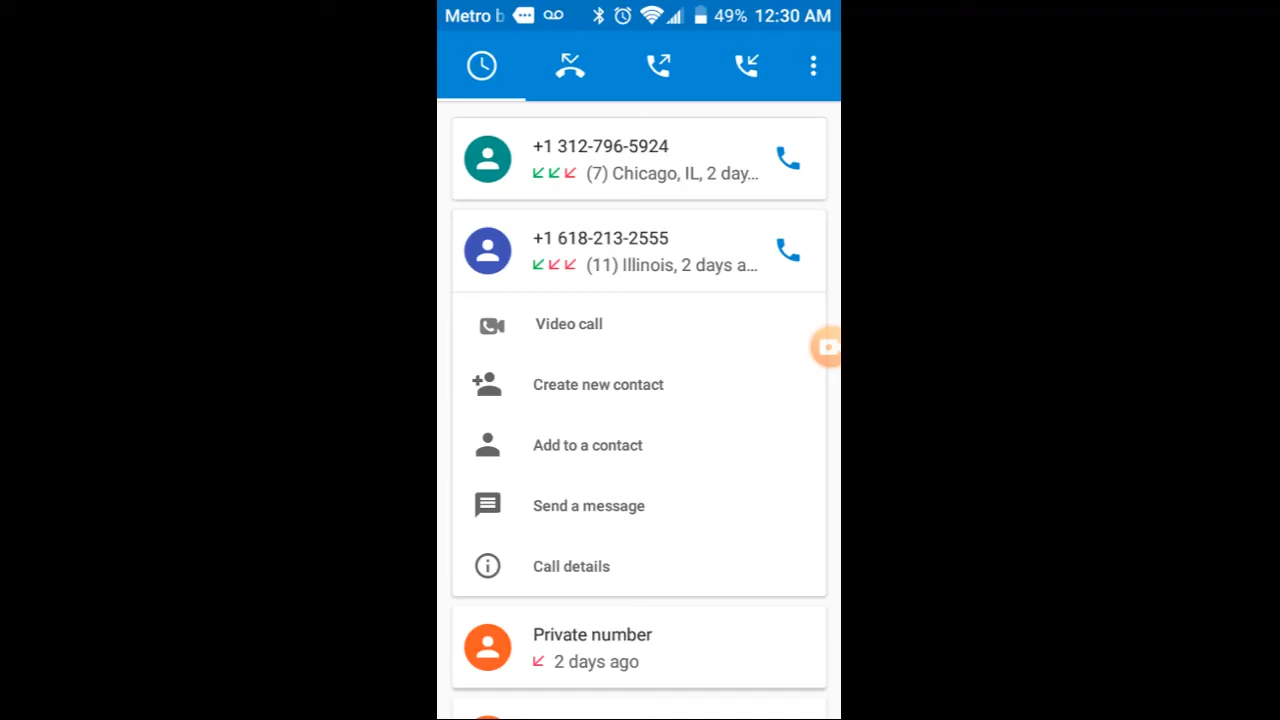 Metro b 49% 12:30 AM
+1 312-796-5924
(7) Chicago, IL, 2 day...
+1 618-213-2555
(11) Illinois, 2 days a...
Video call
Create new contact
Add to a contact
Send a message
Call details
Private number
2 days ago